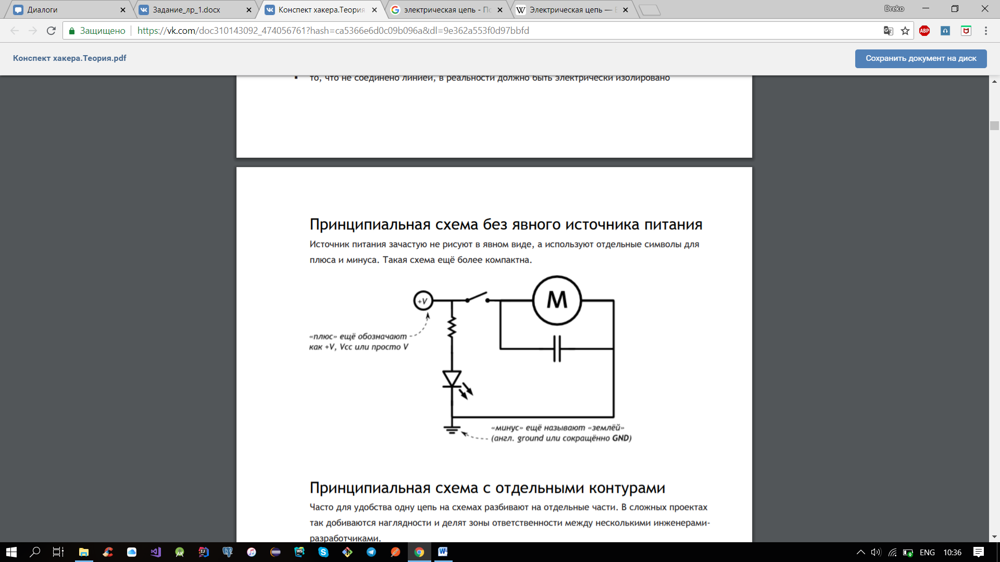 Диалоги
Задание_лр_1.docx
Конспект хакера.Теория
электрическая цепь - По
Электрическая цепь —
Dreko
Защищено
https://vk.com/doc310143092_474056761?hash=ca5366e6d0c09b096a&dl=9e362a553f0d97bbfd
ABP
Конспект хакера.Теория.pdf
Сохранить документ на диск
то, что не соединено линией, в реальности должно быть электрически изолировано
Принципиальная схема без явного источника питания
Источник питания зачастую не рисуют в явном виде, а используют отдельные символы для
плюса и минуса. Такая схема ещё более компактна.
+V
M
«плюс» ещё обозначают
как +V, Vcc или просто V
«минус» ещё называют «землёй»
(англ. ground или сокращённо GND)
Принципиальная схема с отдельными контурами
Часто для удобства одну цепь на схемах разбивают на отдельные части. В сложных проектах
так добиваются наглядности и делят зоны ответственности между несколькими инженерами-
разработчиками.
ENG
10:36